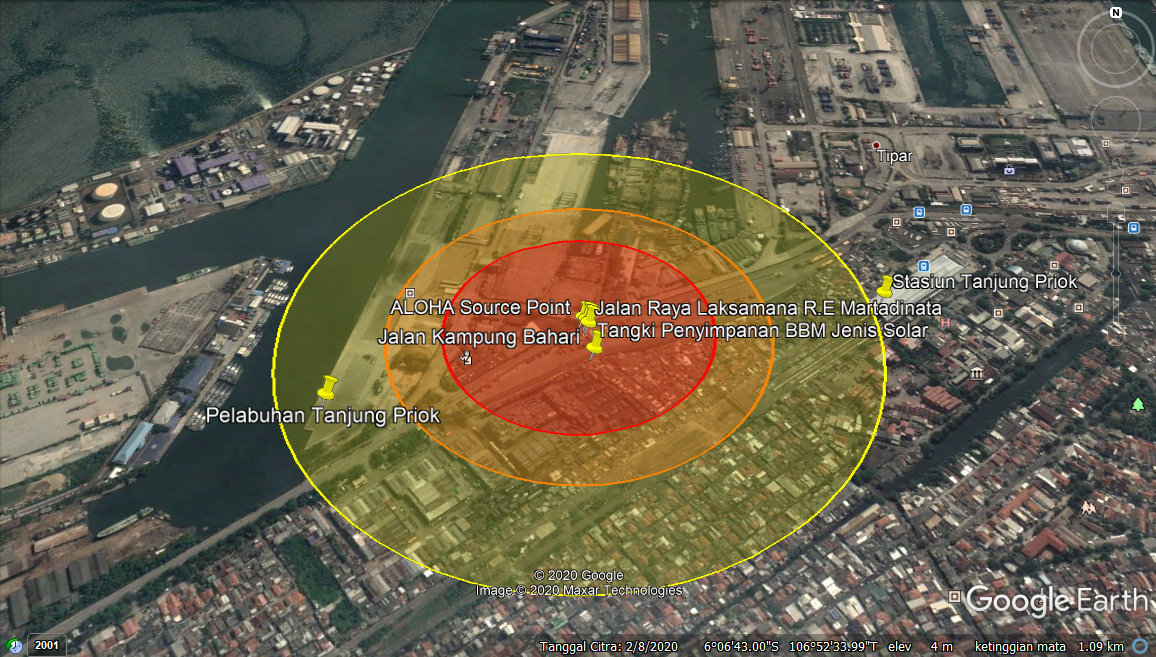 N
Tipar
Stasiun Tanjung Priok
ALOHA Source Point
Jalan Raya Laksamana R.E Martadinata
Jalan Kampung Bahari
Tangki Penyimpanan BBM Jenis Solar
H
Pelabuhan Tanjung Priok
© 2020 Google
Image © 2020 Maxar Technologies
Google Earth
2001
Tanggal Citra: 2/8/2020 6°06'43.00"S 106°52'33.99"T elev 4 m ketinggian mata 1.09 km